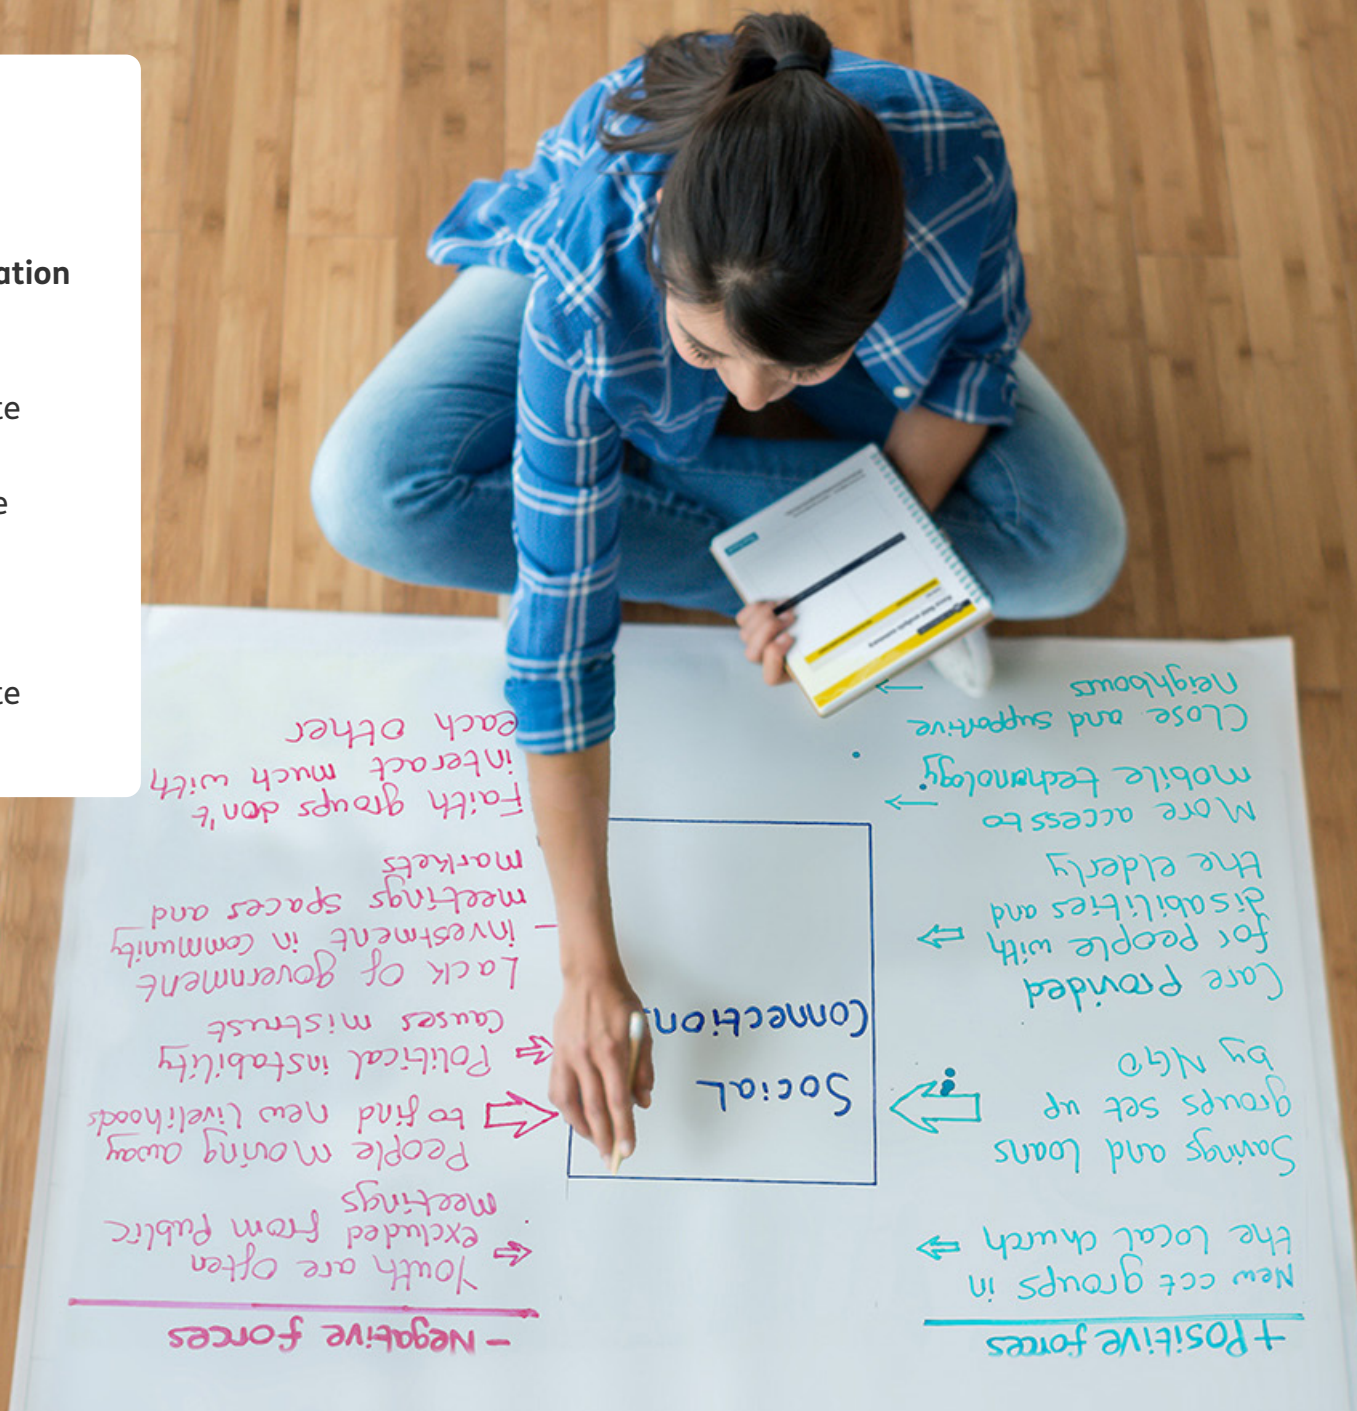 ation
te
e
te
+ Positive forces
New cct groups in
the local church
Savings and Loans
groups set up
by NGO
Care Provided
for people with
disabilities and
the elderly
More access to
mobile techonology
Close and supportive
neighbours
Social
Connection
- Negative forces
Youth are often
excluded from Public
meetings
People moving away
to find new livelihoods
Political instability
causes mistrust
Lack of government
investment in community
meetings spaces and
markets
Faith groups don't
interact much with
each other